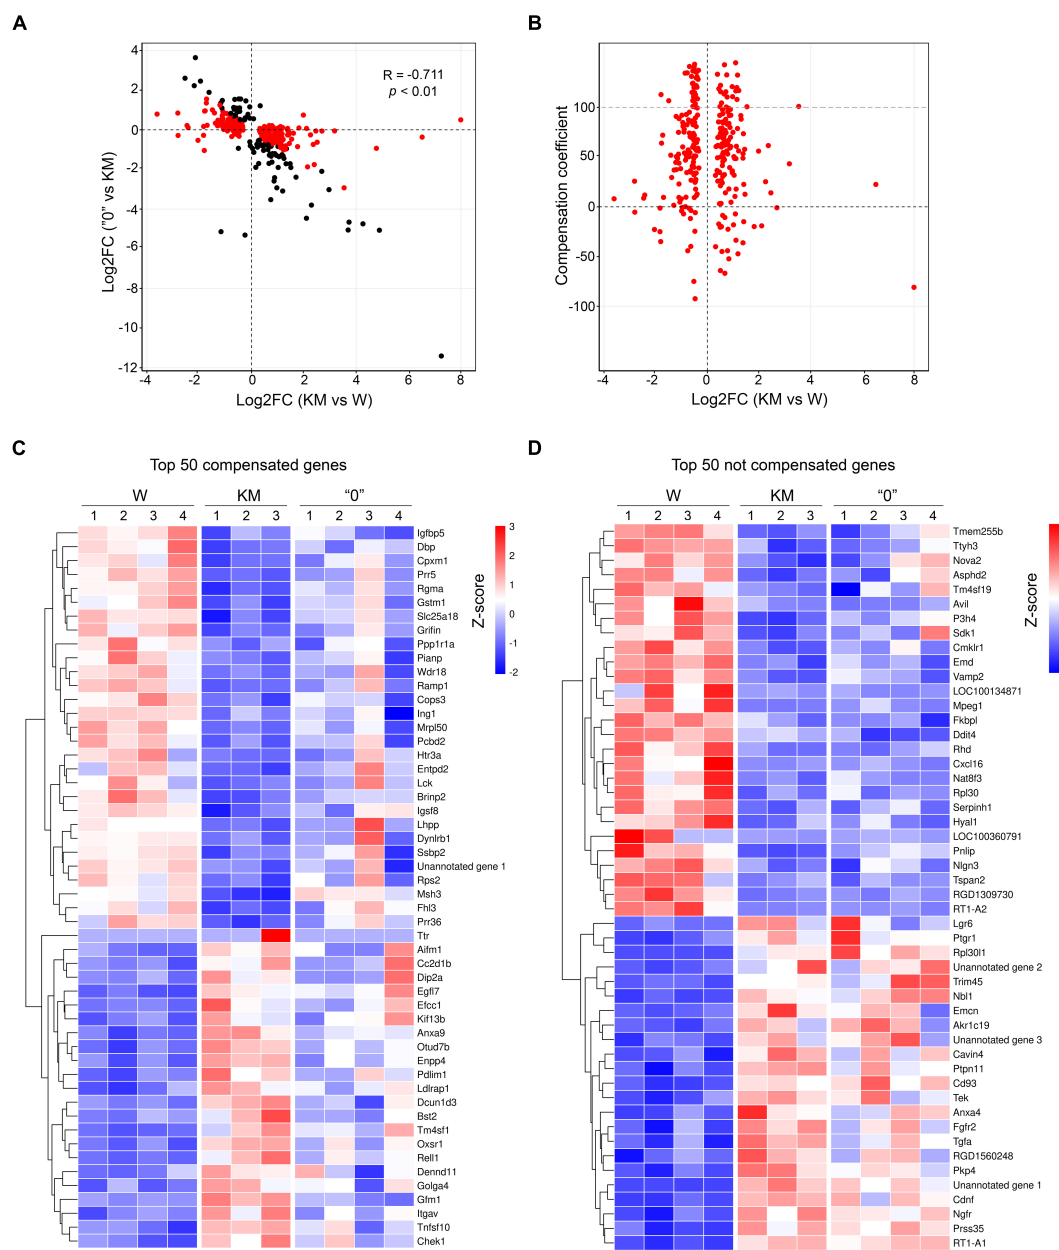 A
B
4
2
0
-2
-4
-6
-8
-10
-12
-4
-2
0
2
4
6
8
R = -0.711
p < 0.01
Log2FC ("0" vs KM)
Log2FC (KM vs W)
100
50
0
-50
-100
-4
-2
0
2
4
6
8
Compensation coefficient
Log2FC (KM vs W)
C
Top 50 compensated genes
W KM "0"
1 2 3 4 1 2 3 1 2 3 4
Igfbp5
Dbp
Cpxm1
Prr5
Rgma
Gstm1
Slc25a18
Grifin
Ppp1r1a
Pianp
Wdr18
Ramp1
Cops3
Ing1
Mrpl50
Pcbd2
Htr3a
Entpd2
Lck
Brinp2
Igsf8
Lhpp
Dynlrb1
Ssbp2
Unannotated gene 1
Rps2
Msh3
Fhl3
Prr36
Ttr
Aifm1
Cc2d1b
Dip2a
Egfl7
Efcc1
Kif13b
Anxa9
Otud7b
Enpp4
Pdlim1
Ldlrap1
Dcun1d3
Bst2
Tm4sf1
Oxsr1
Rell1
Dennd11
Golga4
Gfm1
Itgav
Tnfsf10
Chek1
3
2
1
0
-1
-2
Z-score
D
Top 50 not compensated genes
W KM "0"
1 2 3 4 1 2 3 1 2 3 4
Tmem255b
Ttyh3
Nova2
Asphd2
Tm4sf19
Avil
P3h4
Sdk1
Cmklr1
Emd
Vamp2
LOC100134871
Mpeg1
Fkbpl
Ddit4
Rhd
Cxcl16
Nat8f3
Rpl30
Serpinh1
Hyal1
LOC100360791
Pnlip
Nlgn3
Tspan2
RGD1309730
RT1-A2
Lgr6
Ptgr1
Rpl30l1
Unannotated gene 2
Trim45
Nbl1
Emcn
Akr1c19
Unannotated gene 3
Cavin4
Ptpn11
Cd93
Tek
Anxa4
Fgfr2
Tgfa
RGD1560248
Pkp4
Unannotated gene 1
Cdnf
Ngfr
Prss35
RT1-A1
Z-score